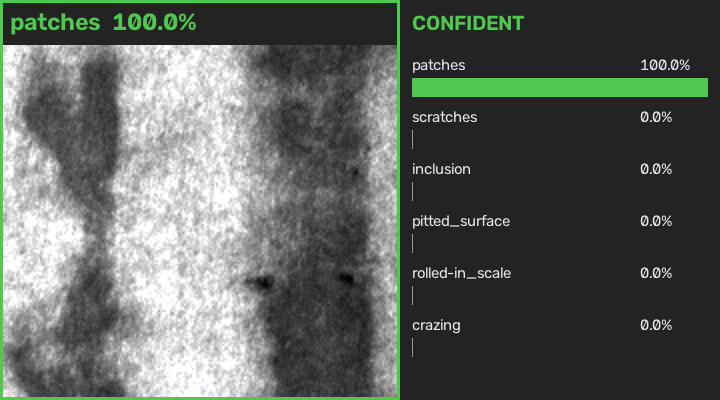 patches 100.0%
CONFIDENT
patches 100.0%
scratches 0.0%
inclusion 0.0%
pitted_surface 0.0%
rolled-in_scale 0.0%
crazing 0.0%